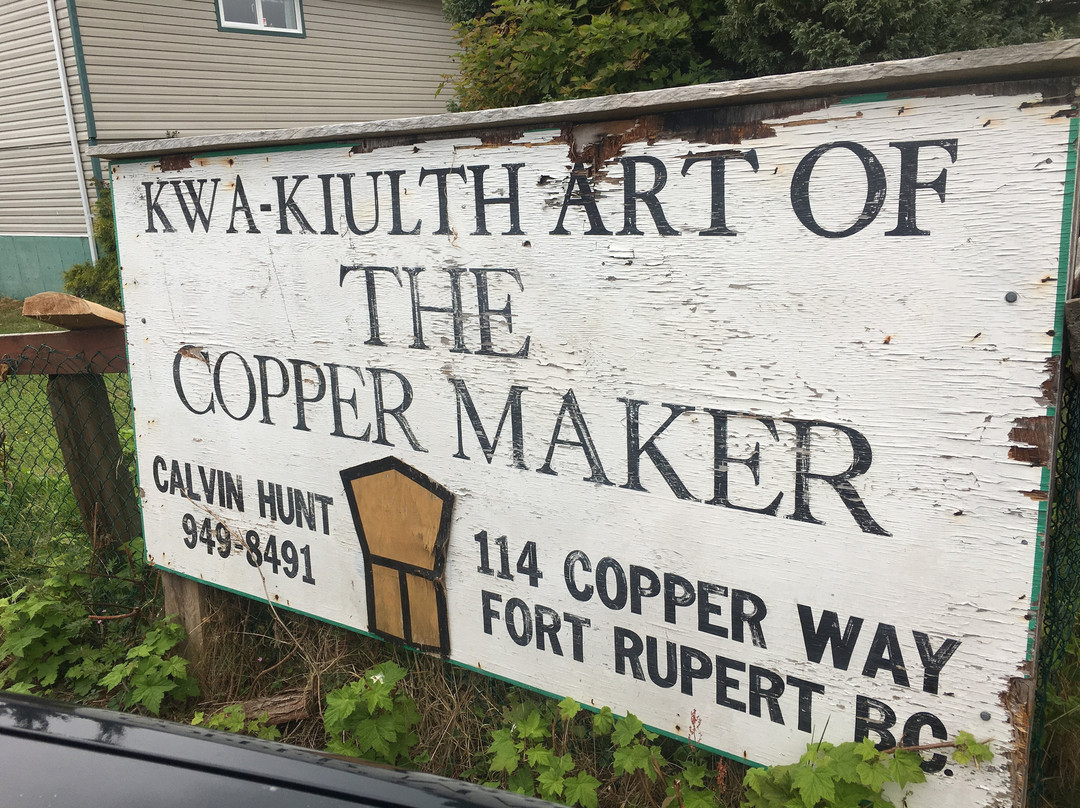 KWA-KIULTH ART OF
THE
COPPER MAKER
CALVIN HUNT
949-8491
114 COPPER WAY
FORT RUPERT BC.